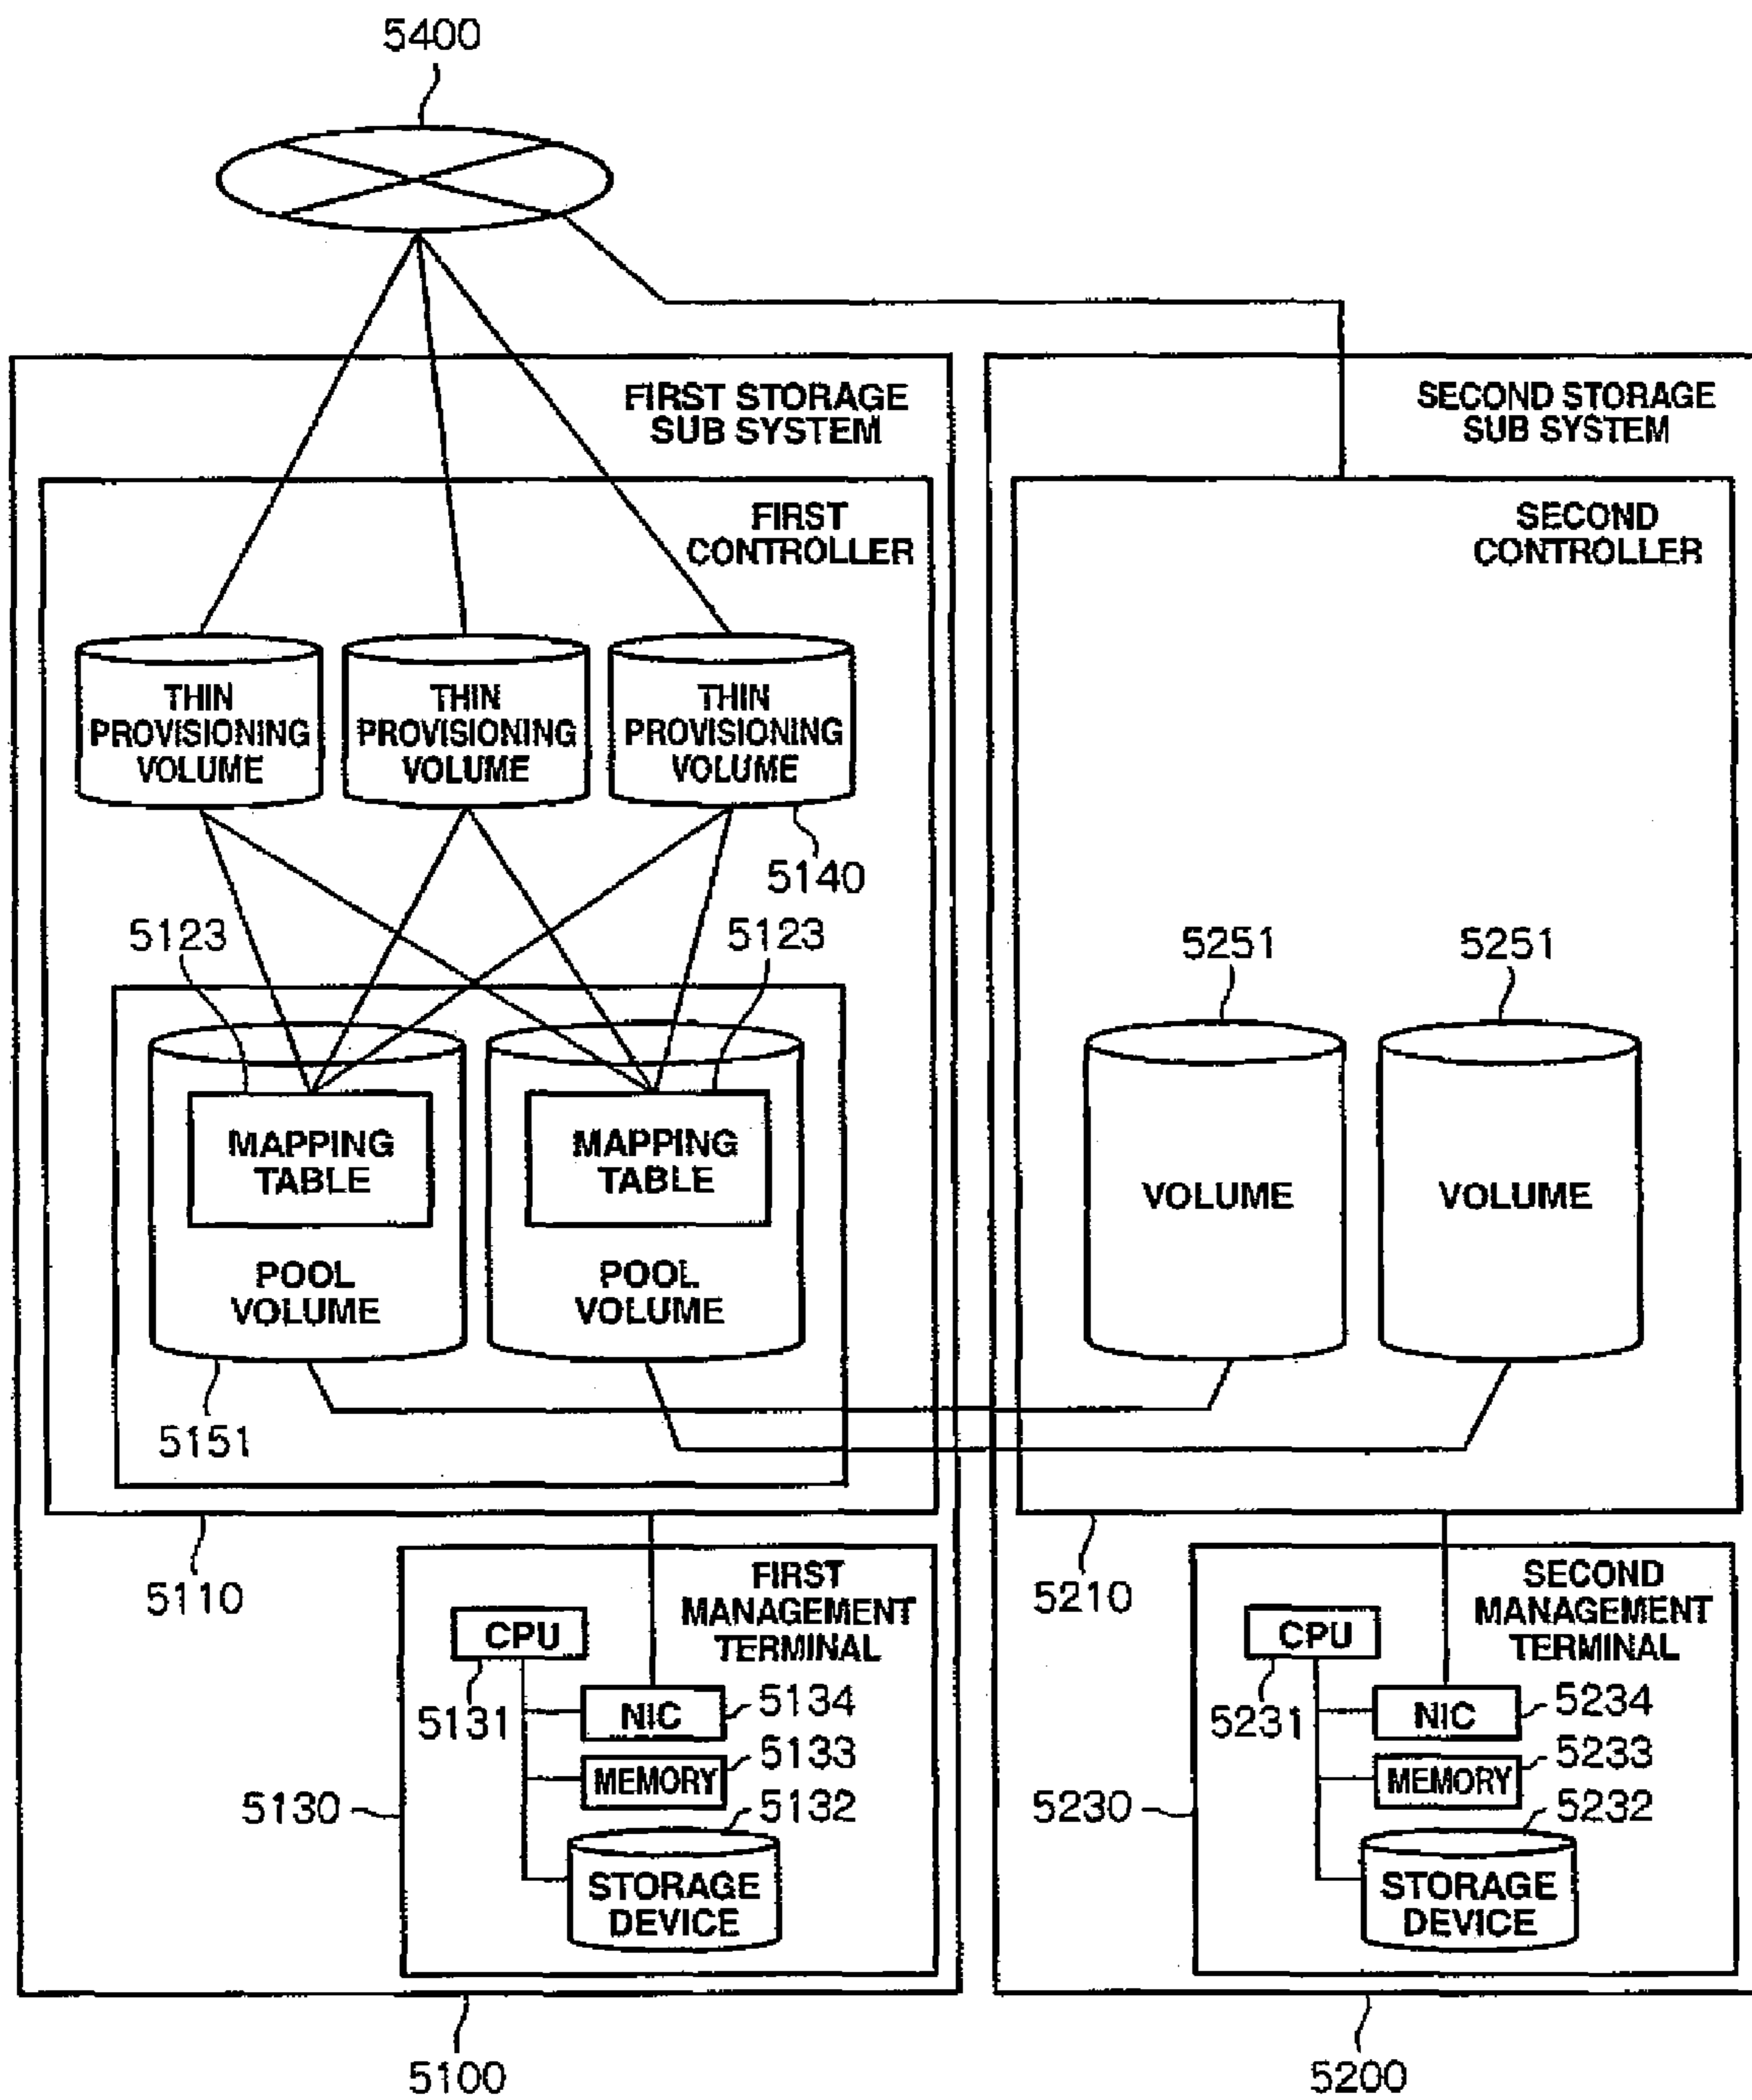 5400
FIRST STORAGE
SUB SYSTEM
SECOND STORAGE
SUB SYSTEM
FIRST
CONTROLLER
SECOND
CONTROLLER
THIN
PROVISIONING
VOLUME
THIN
PROVISIONING
VOLUME
THIN
PROVISIONING
VOLUME
5140
5123
5123
5251
5251
MAPPING
TABLE
MAPPING
TABLE
VOLUME
VOLUME
POOL
VOLUME
POOL
VOLUME
5151
5110
FIRST
MANAGEMENT
TERMINAL
5210
SECOND
MANAGEMENT
TERMINAL
CPU
5131
NIC
5134
MEMORY
5133
5132
5130
STORAGE
DEVICE
CPU
5231
NIC
5234
MEMORY
5233
5232
5230
STORAGE
DEVICE
5100
5200